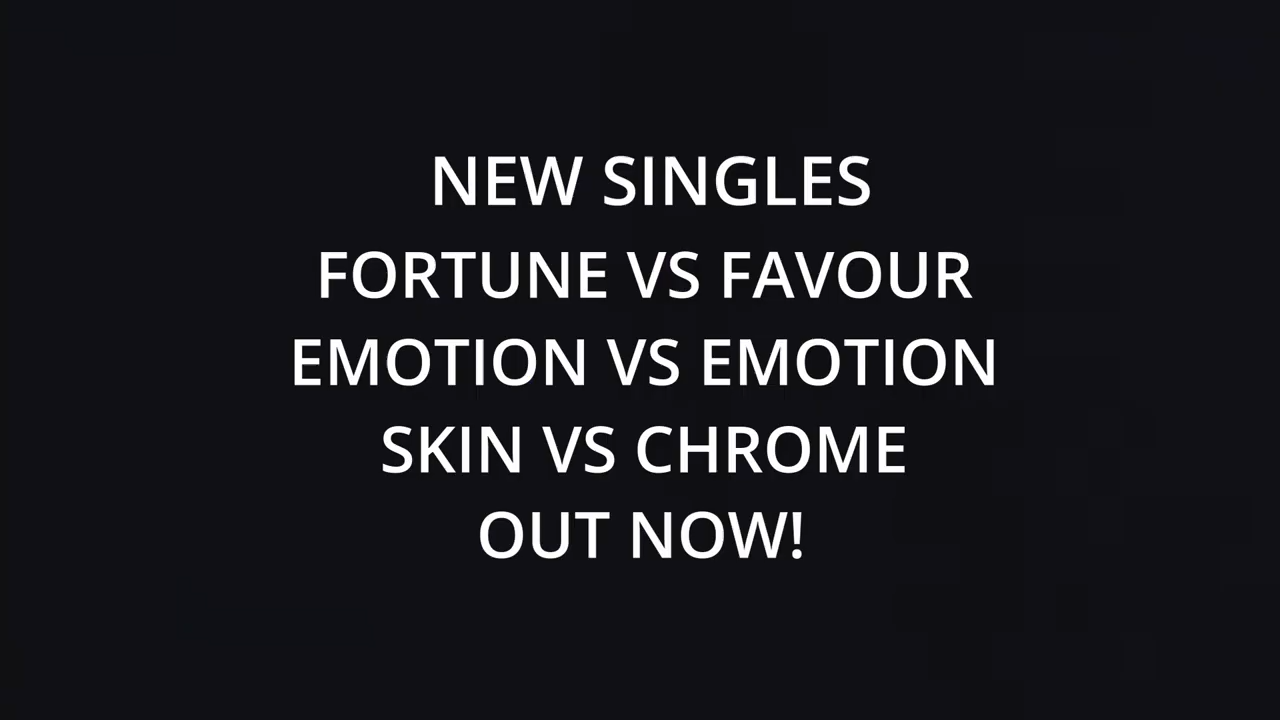 NEW SINGLES
FORTUNE VS FAVOUR
EMOTION VS EMOTION
SKIN VS CHROME
OUT NOW!